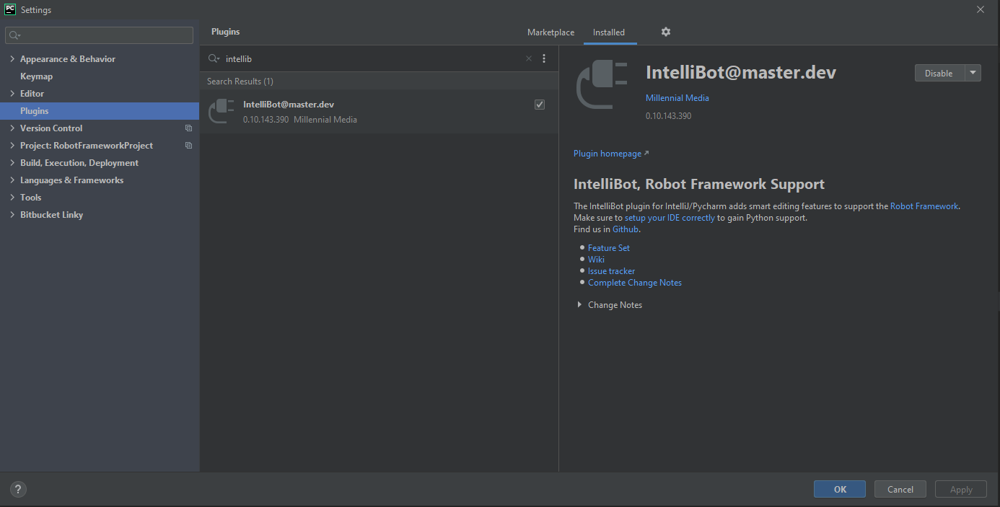 PC Settings
Appearance & Behavior
Keymap
Editor
Plugins
Version Control
Project: RobotFrameworkProject
Build, Execution, Deployment
Languages & Frameworks
Tools
Bitbucket Linky
Plugins
Marketplace
Installed
intellib
Search Results (1)
IntelliBot@master.dev
0.10.143.390 Millennial Media
IntelliBot@master.dev
Disable
Millennial Media
0.10.143.390
Plugin homepage
IntelliBot, Robot Framework Support
The IntelliBot plugin for IntelliJ/Pycharm adds smart editing features to support the Robot Framework.
Make sure to setup your IDE correctly to gain Python support.
Find us in Github.
Feature Set
Wiki
Issue tracker
Complete Change Notes
Change Notes
?
OK
Cancel
Apply